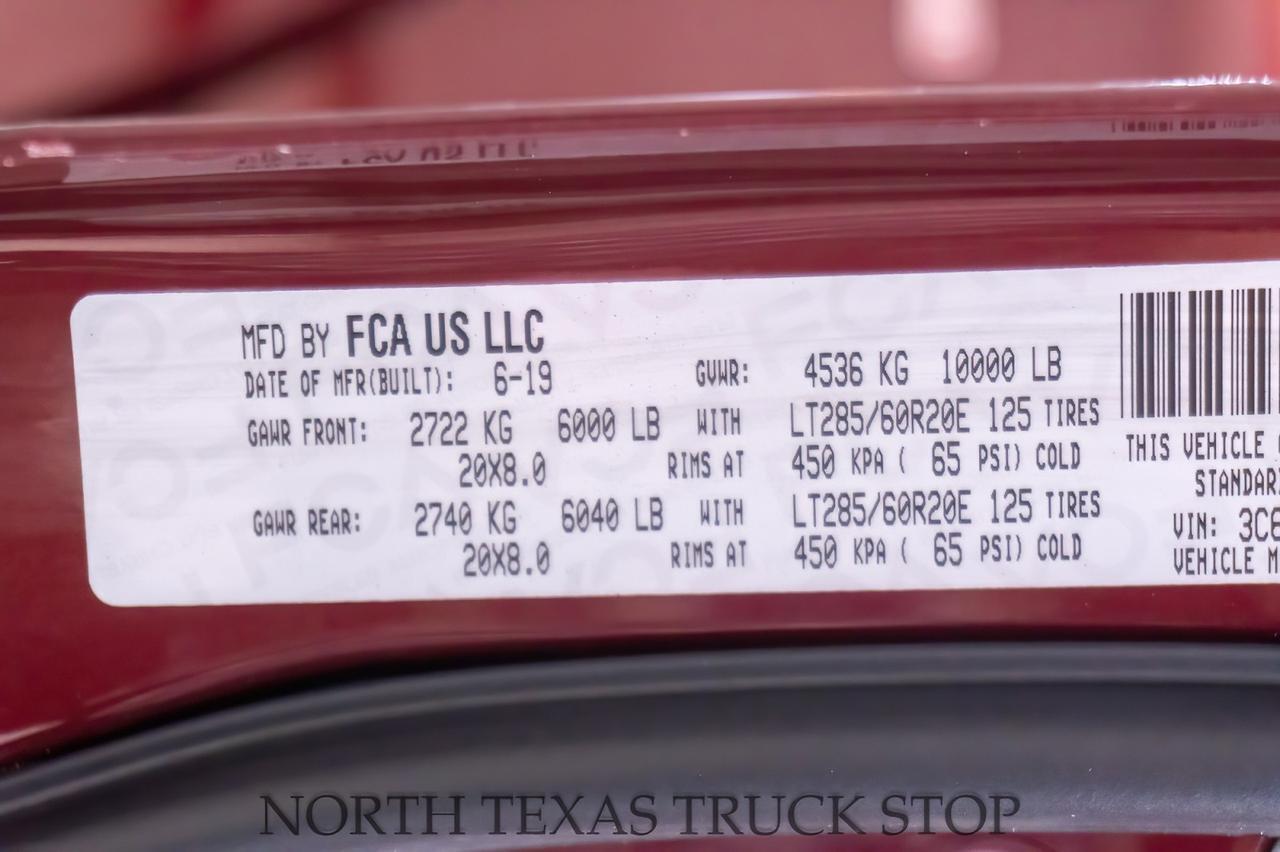 MFD BY FCA US LLC
DATE OF MFR(BUILT): 6-19 GVWR: 4536 KG 10000 LB
GAWR FRONT: 2722 KG 6000 LB WITH LT285/60R20E 125 TIRES
20X8.0 RIMS AT 450 KPA ( 65 PSI) COLD
GAWR REAR: 2740 KG 6040 LB WITH LT285/60R20E 125 TIRES
20X8.0 RIMS AT 450 KPA ( 65 PSI) COLD
THIS VEHICLE
STANDAR
VIN: 3C6
VEHICLE M
NORTH TEXAS TRUCK STOP